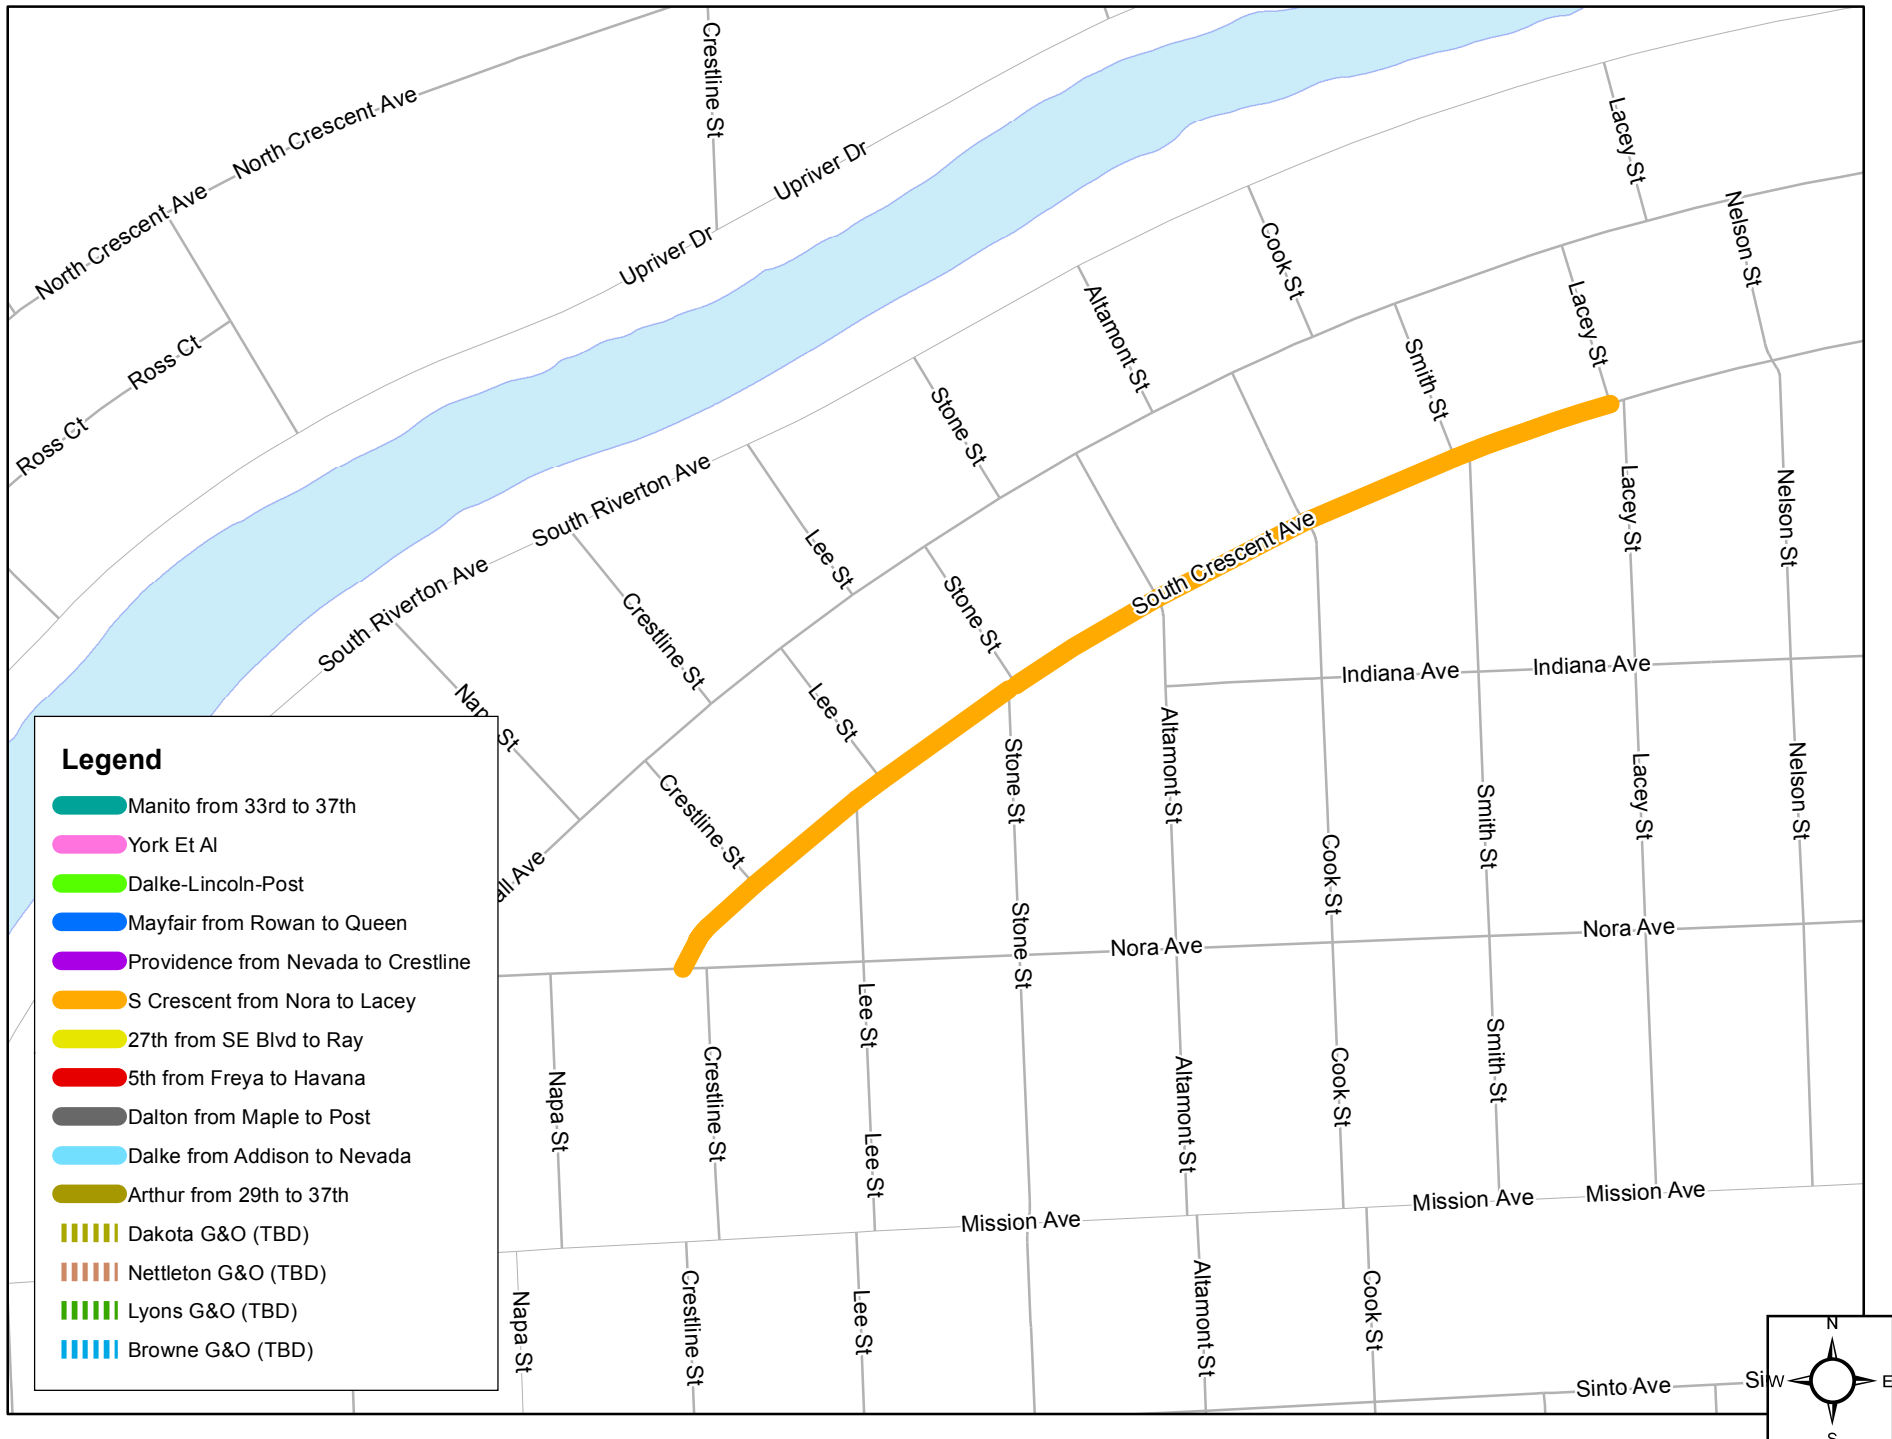 Crestline St
North Crescent Ave
North Crescent Ave
Upriver Dr
Upriver Dr
Ross Ct
Ross Ct
Lacey St
Nelson St
Cook St
Altamont St
Lacey St
Smith St
Stone St
South Riverton Ave
South Riverton Ave
Lee St
Crestline St
Stone St
South Crescent Ave
Lacey St
Nelson St
Indiana Ave
Indiana Ave
Lee St
Crestline St
Stone St
Altamont St
Smith St
Lacey St
Nelson St
Cook St
Stone St
Nora Ave
Nora Ave
Lee St
Napa St
Crestline St
Altamont St
Cook St
Smith St
Lee St
Mission Ave
Mission Ave
Mission Ave
Napa St
Crestline St
Lee St
Altamont St
Cook St
Sinto Ave
Legend
Manito from 33rd to 37th
York Et Al
Dalke-Lincoln-Post
Mayfair from Rowan to Queen
Providence from Nevada to Crestline
S Crescent from Nora to Lacey
27th from SE Blvd to Ray
5th from Freya to Havana
Dalton from Maple to Post
Dalke from Addison to Nevada
Arthur from 29th to 37th
Dakota G&O (TBD)
Nettleton G&O (TBD)
Lyons G&O (TBD)
Browne G&O (TBD)
N
W
E
S